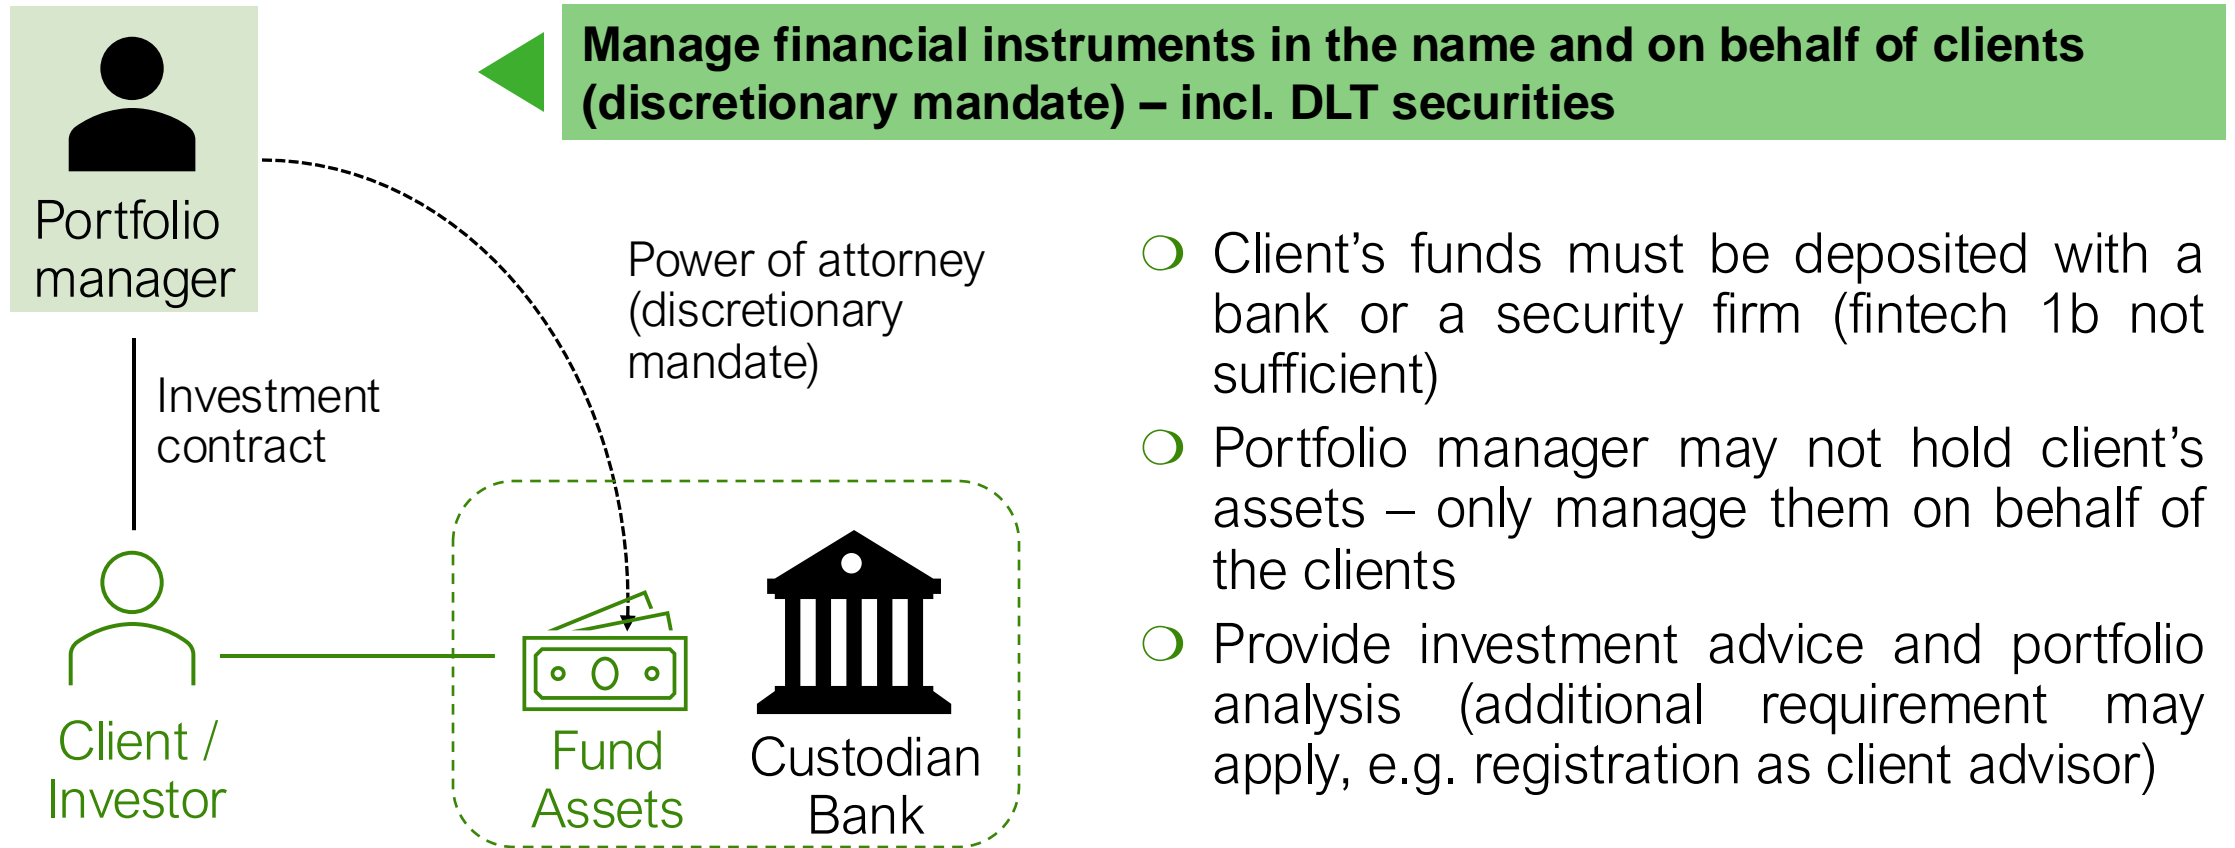 Manage financial instruments in the name and on behalf of clients
(discretionary mandate) – incl. DLT securities
Portfolio
manager
Power of attorney
(discretionary
mandate)
Investment
contract
Client /
Investor
Fund
Assets
Custodian
Bank
Client’s funds must be deposited with a
bank or a security firm (fintech 1b not
sufficient)
Portfolio manager may not hold client’s
assets – only manage them on behalf of
the clients
Provide investment advice and portfolio
analysis (additional requirement may
apply, e.g. registration as client advisor)